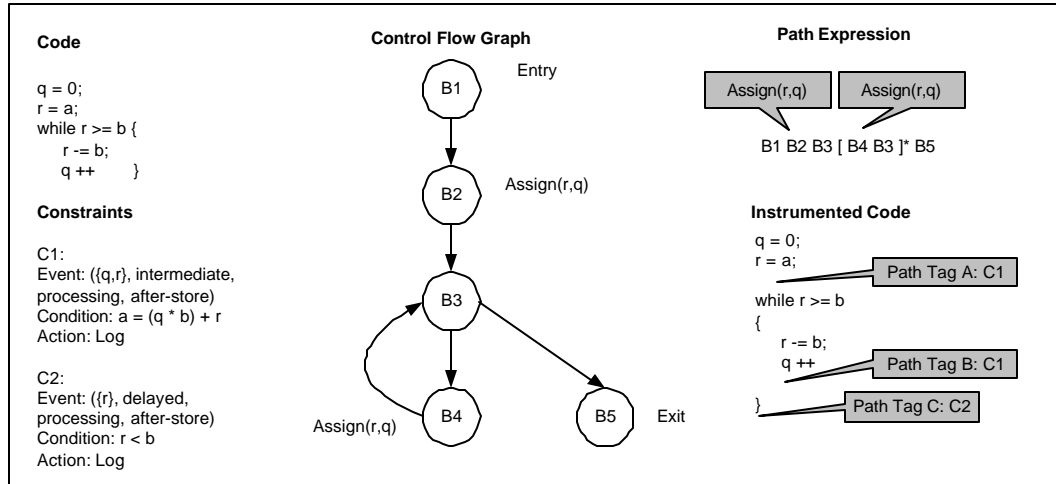 Code
q = 0;
r = a;
while r >= b {
r -= b;
q ++ }
Constraints
C1:
Event: ({q,r}, intermediate,
processing, after-store)
Condition: a = (q * b) + r
Action: Log
C2:
Event: ({r}, delayed,
processing, after-store)
Condition: r < b
Action: Log
Control Flow Graph
B1
Entry
B2
Assign(r,q)
B3
B4
Assign(r,q)
B5
Exit
Path Expression
Assign(r,q)
Assign(r,q)
B1 B2 B3 [ B4 B3 ]* B5
Instrumented Code
q = 0;
r = a;
Path Tag A: C1
while r >= b
{
r -= b;
q ++
Path Tag B: C1
}
Path Tag C: C2